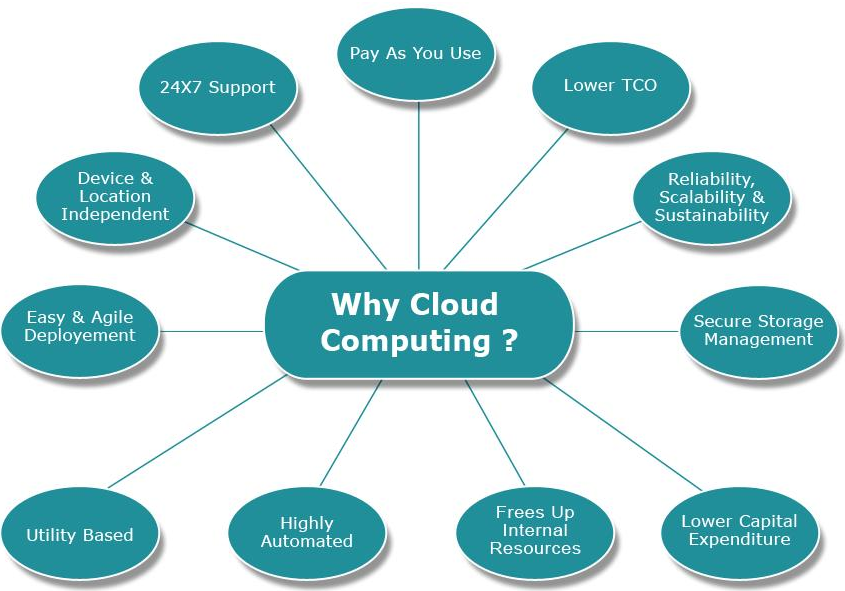 Pay As You Use
24X7 Support
Lower TCO
Device &
Location
Independent
Reliability,
Scalability &
Sustainability
Why Cloud
Computing ?
Easy & Agile
Deployement
Secure Storage
Management
Utility Based
Highly
Automated
Frees Up
Internal
Resources
Lower Capital
Expenditure